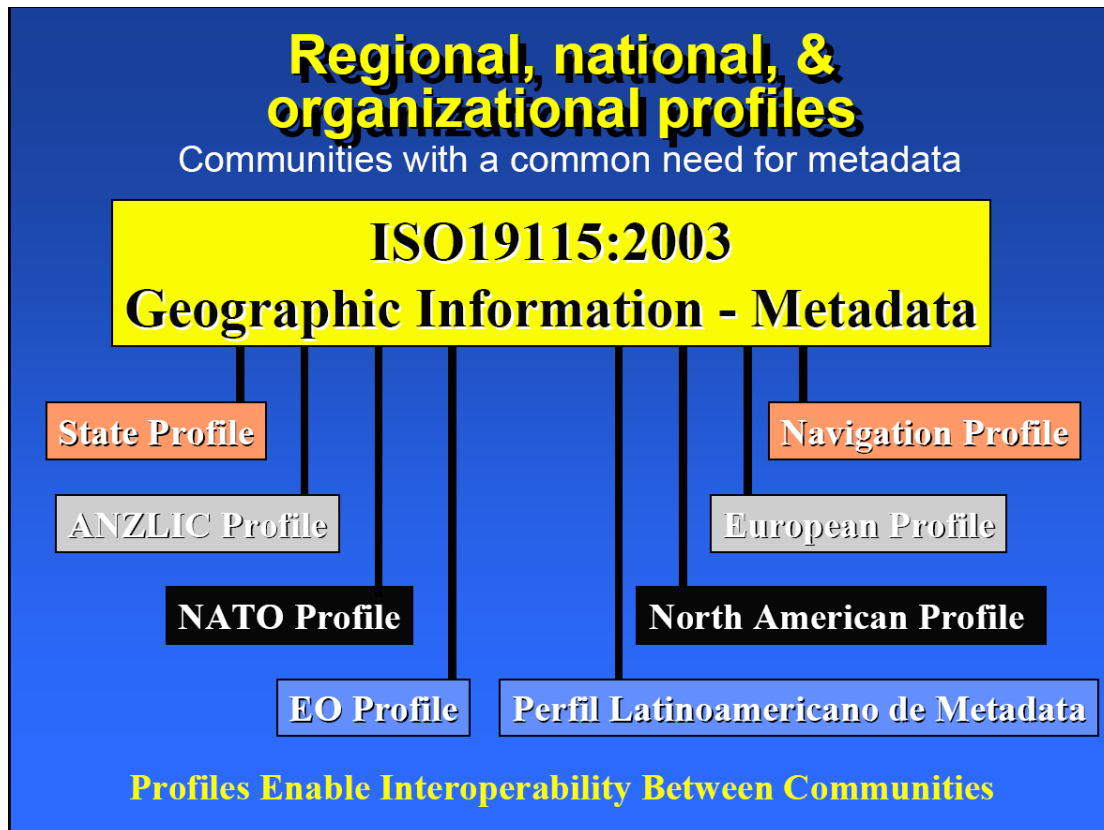 Regional, national, &
organizational profiles
Communities with a common need for metadata
ISO19115:2003
Geographic Information - Metadata
State Profile
Navigation Profile
ANZLIC Profile
European Profile
NATO Profile
North American Profile
EO Profile
Perfil Latinoamericano de Metadata
Profiles Enable Interoperability Between Communities